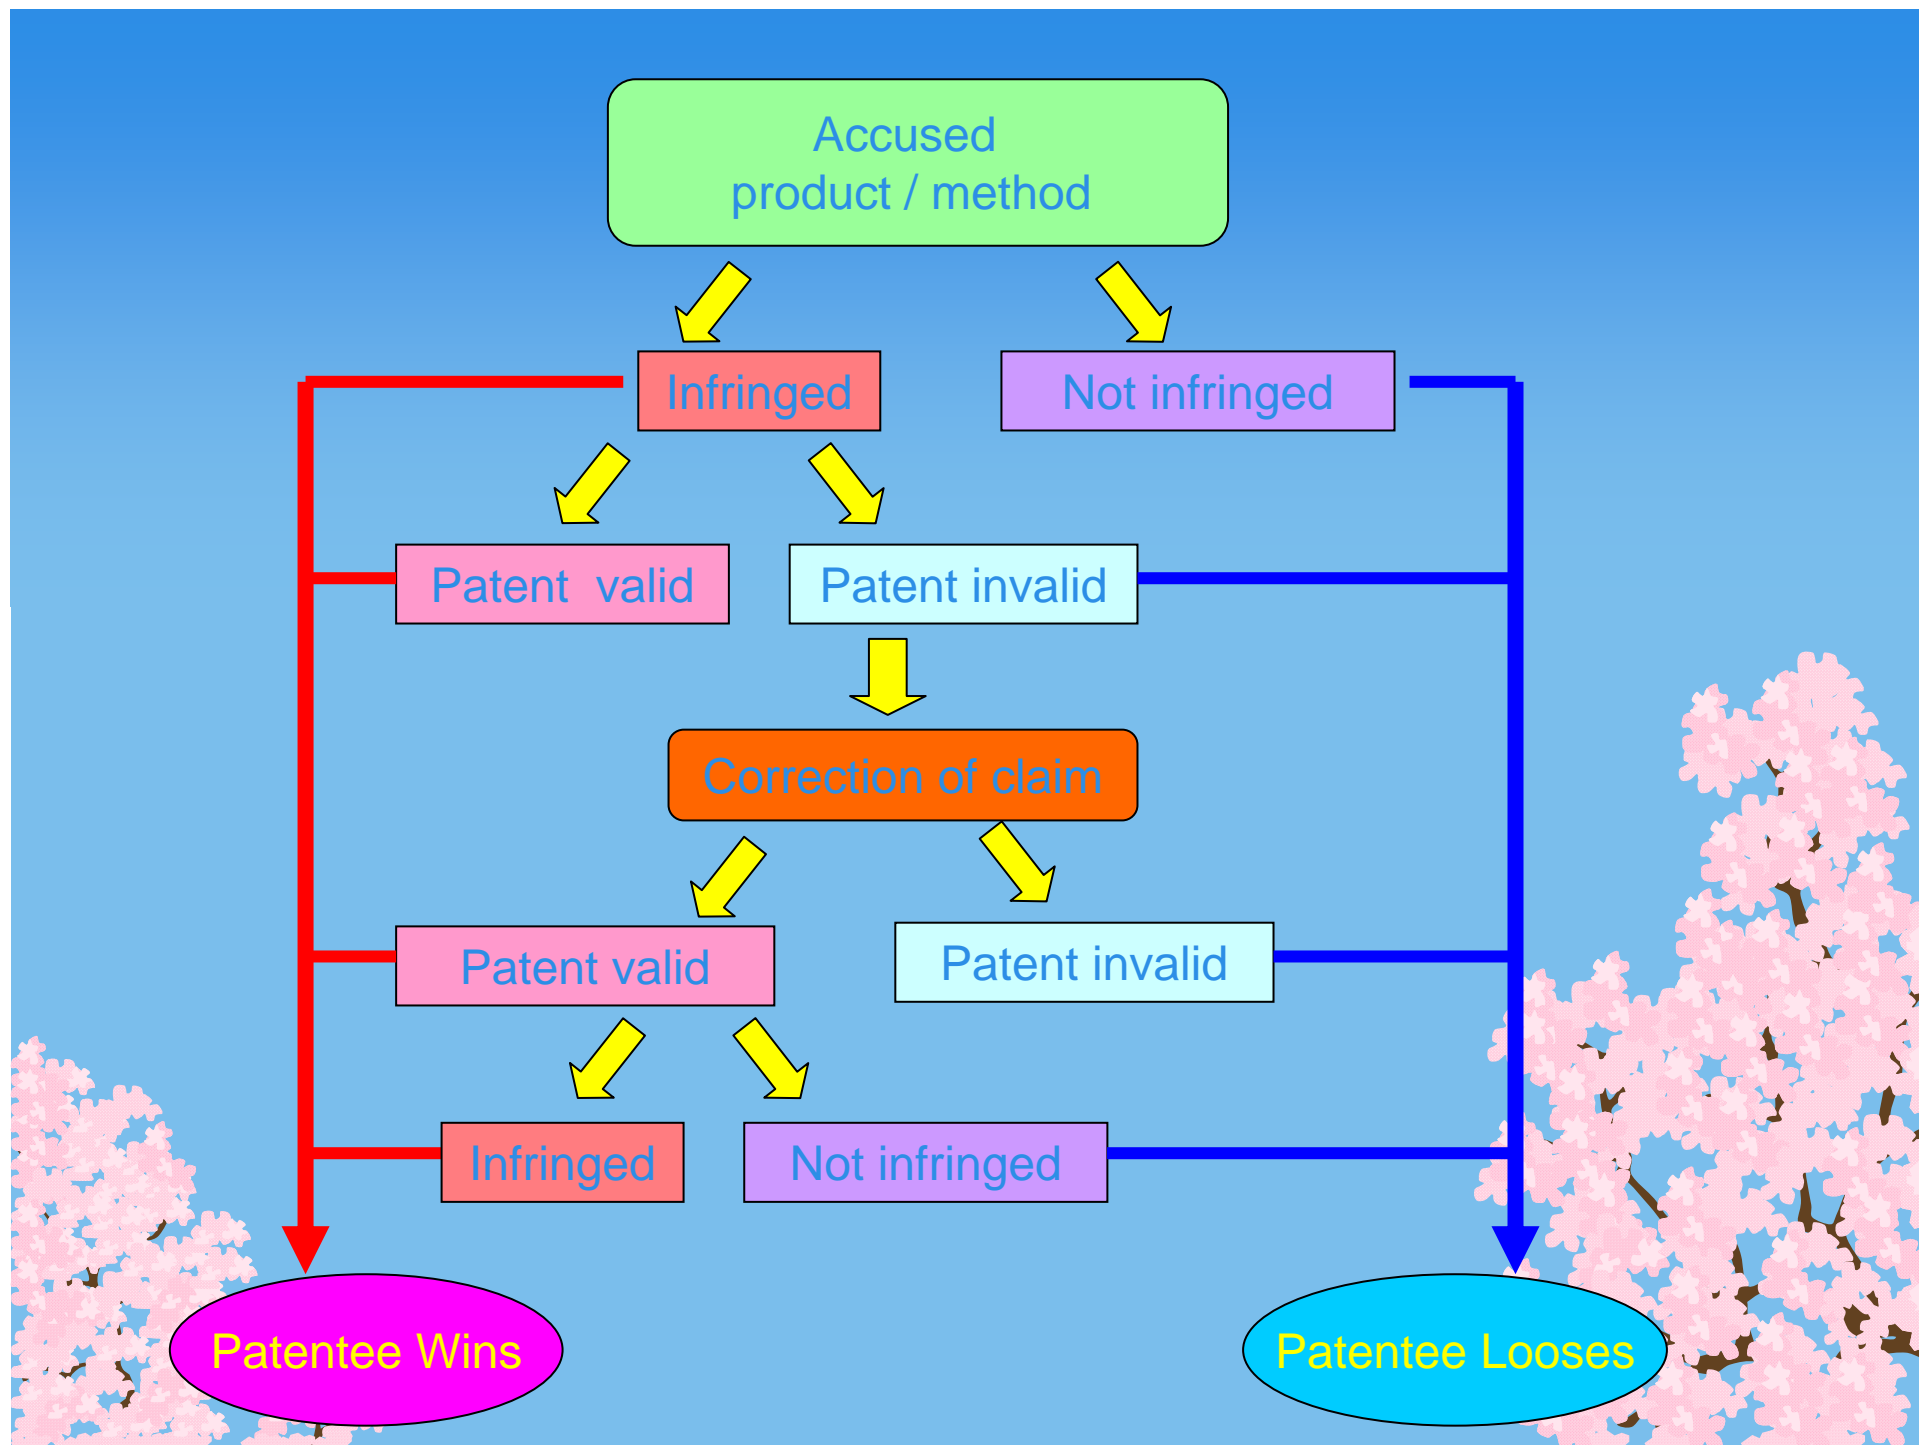 Accused
product / method
Infringed
Not infringed
Patent  valid
Patent invalid
Correction of claim
Patent valid
Patent invalid
Infringed
Not infringed
Patentee Wins
Patentee Looses